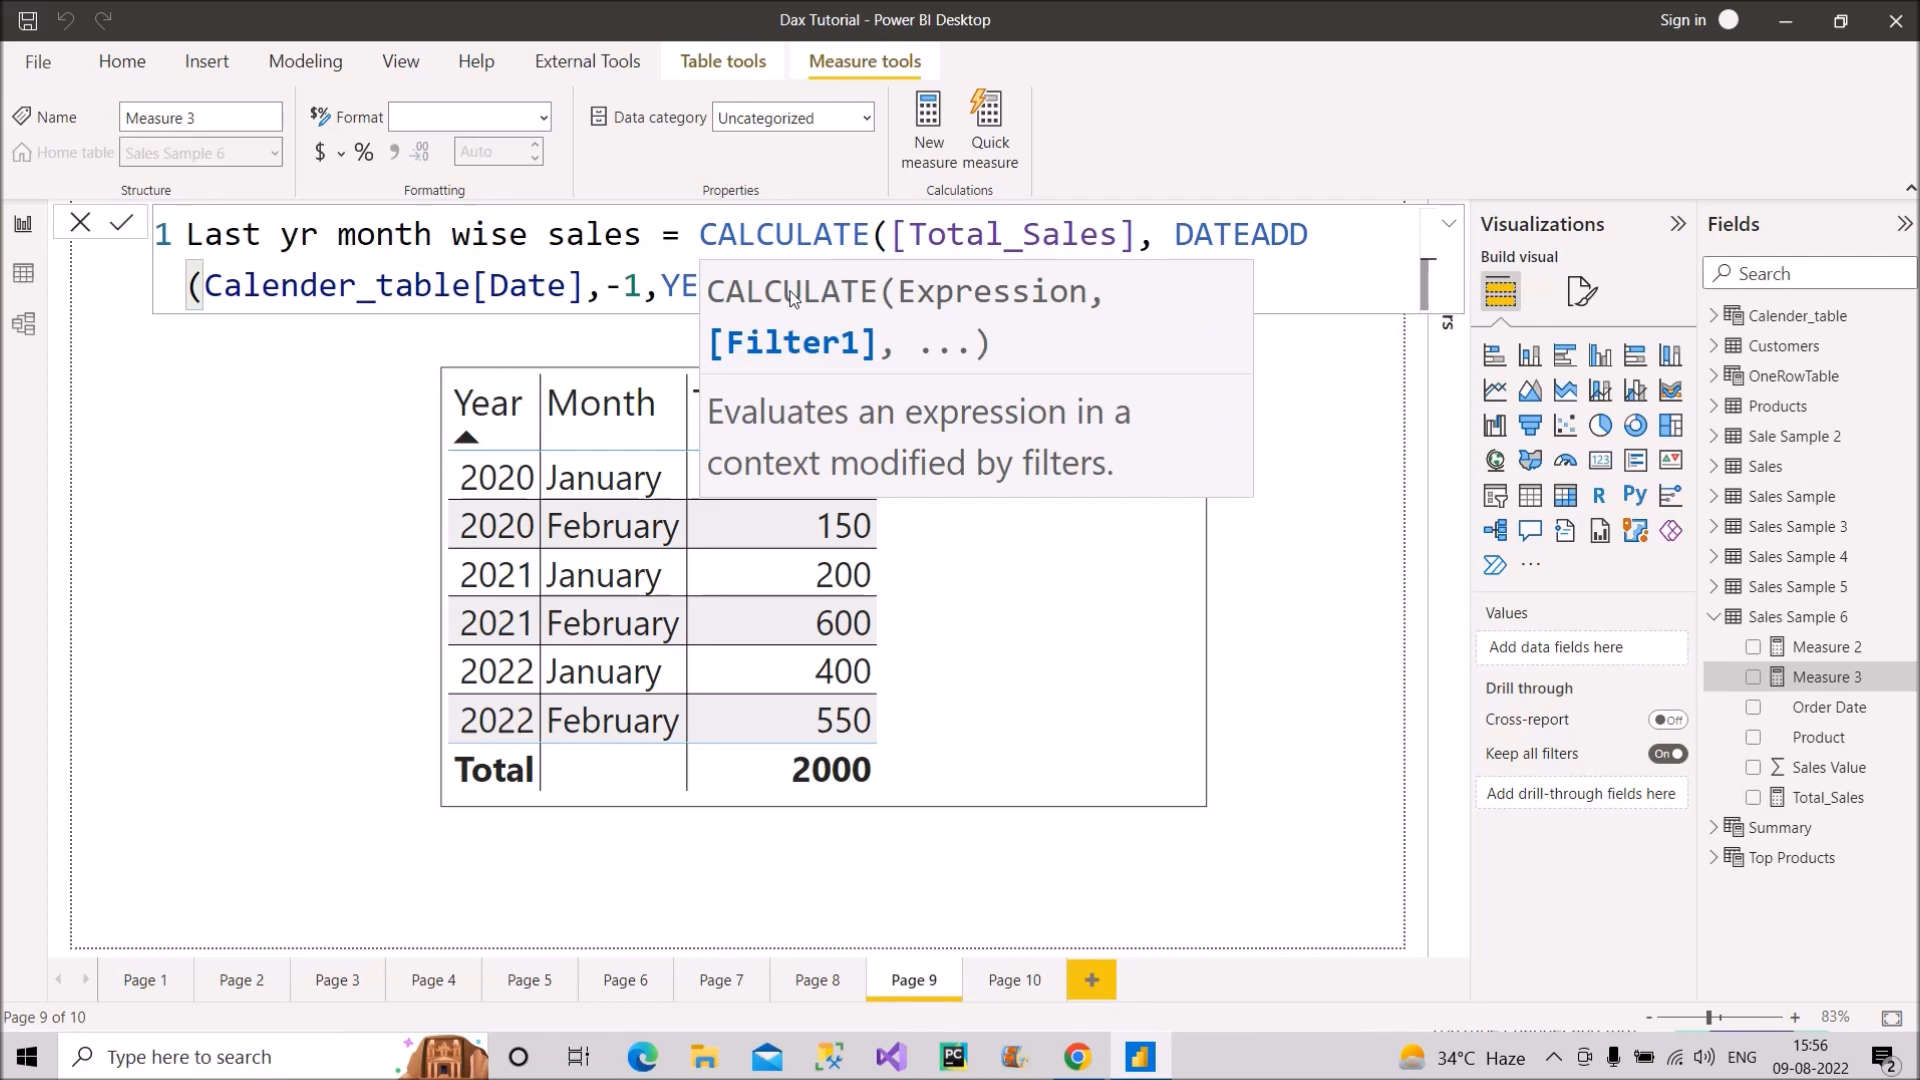 Dax Tutorial - Power BI Desktop
Sign in
File Home Insert Modeling View Help External Tools Table tools Measure tools
Name Measure 3
Home table Sales Sample 6
Structure
Format
$ % Auto
Formatting
Data category Uncategorized
Properties
New measure
Quick measure
Calculations
1 Last yr month wise sales = CALCULATE([Total_Sales], DATEADD
(Calender_table[Date],-1,YE
CALCULATE(Expression,
[Filter1], ...)
Evaluates an expression in a
context modified by filters.
Year Month
2020 January
2020 February 150
2021 January 200
2021 February 600
2022 January 400
2022 February 550
Total 2000
Visualizations
Build visual
R Py
123
Values
Add data fields here
Drill through
Cross-report Off
Keep all filters On
Add drill-through fields here
Fields
Search
Calender_table
Customers
OneRowTable
Products
Sale Sample 2
Sales
Sales Sample
Sales Sample 3
Sales Sample 4
Sales Sample 5
Sales Sample 6
Measure 2
Measure 3
Order Date
Product
Sales Value
Total_Sales
Summary
Top Products
Page 1 Page 2 Page 3 Page 4 Page 5 Page 6 Page 7 Page 8 Page 9 Page 10
Page 9 of 10
83%
Type here to search
34°C Haze
ENG
15:56
09-08-2022
2